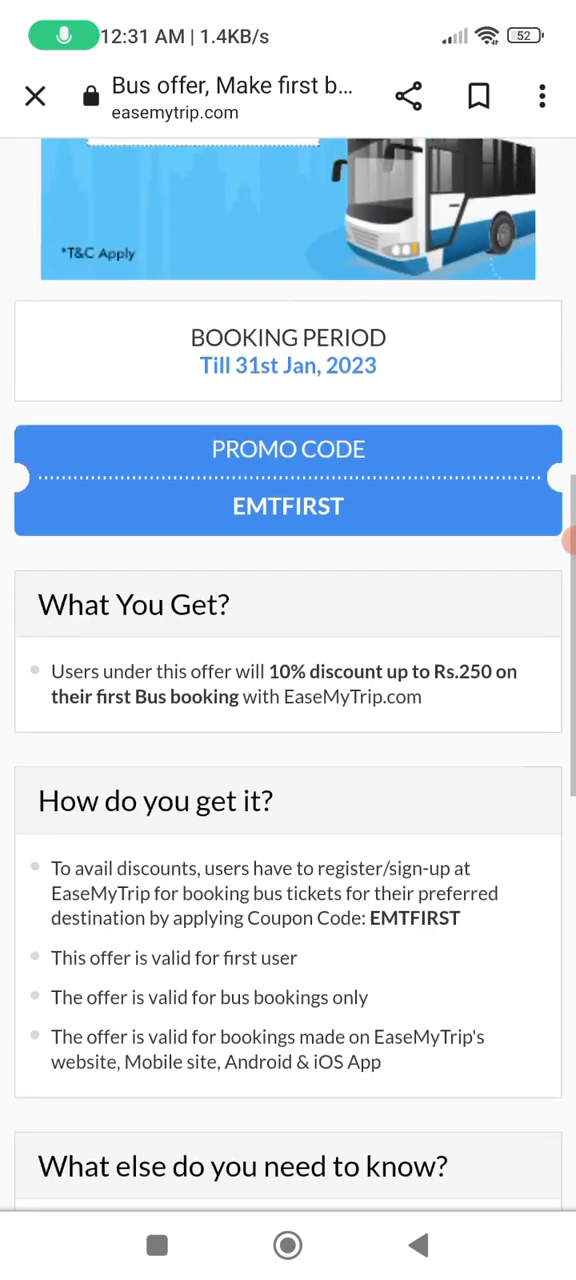 12:31 AM | 1.4KB/s
52
Bus offer, Make first b...
easemytrip.com
*T&C Apply
BOOKING PERIOD
Till 31st Jan, 2023
PROMO CODE
EMTFIRST
What You Get?
Users under this offer will 10% discount up to Rs.250 on
their first Bus booking with EaseMyTrip.com
How do you get it?
To avail discounts, users have to register/sign-up at
EaseMyTrip for booking bus tickets for their preferred
destination by applying Coupon Code: EMTFIRST
This offer is valid for first user
The offer is valid for bus bookings only
The offer is valid for bookings made on EaseMyTrip's
website, Mobile site, Android & iOS App
What else do you need to know?